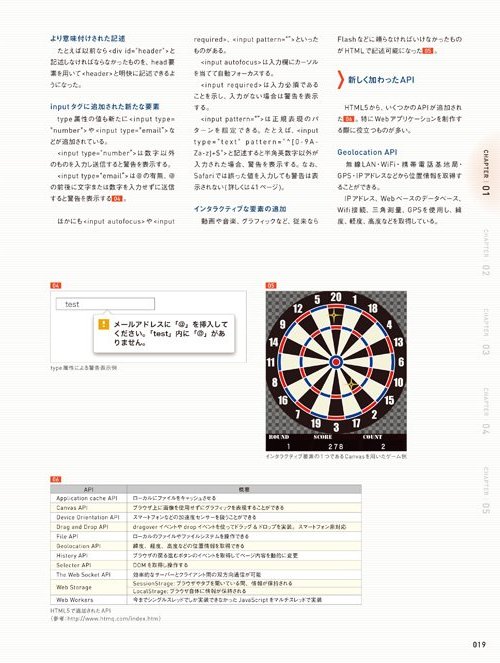 より意味付けされた記述
　たとえば以前なら<div id="header">と
記述しなければならなかったものを、head要
素を用いて<header>と明快に記述できるよ
うになった。
inputタグに追加された新たな要素
　type属性の値も新たに<input type=
"number">や<input type="email">な
どが追加されている。
　<input type="number">は数字以外
のものを入力し送信すると警告を表示する。
　<input type="email">は@の有無、@
の前後に文字または数字を入力せずに送信
すると警告を表示する 04 。
　ほかにも<input autofocus>や<input
required>、<input pattern="">といった
ものがある。
　<input autofocus>は入力欄にカーソル
を当てて自動フォーカスする。
　<input required>は入力必須であるこ
とを示し、入力がない場合は警告を表示
する。
　<input pattern="">は正規表現のパ
ターンを指定できる。たとえば、<input
type="text" pattern="^[0-9A-
Za-z]+$">と記述すると半角英数字以外が
入力された場合、警告を表示する。なお、
Safariでは誤った値を入力しても警告は表
示されない(詳しくは41ページ)。
インタラクティブな要素の追加
　動画や音楽、グラフィックなど、従来なら
Flashなどに頼らなければいけなかったもの
がHTMLで記述可能になった 05 。
新しく加わったAPI
　HTML5から、いくつかのAPIが追加され
た 06 。特にWebアプリケーションを制作す
る際に役立つものが多い。
Geolocation API
　無線LAN・WiFi・携帯電話基地局・
GPS・IPアドレスなどから位置情報を取得す
ることができる。
　IPアドレス、Webベースのデータベース、
Wifi接続、三角測量、GPSを使用し、緯
度、軽度、高度などを取得している。
CHAPTER 01
CHAPTER 02
CHAPTER 03
CHAPTER 04
CHAPTER 05
04
test
メールアドレスに「@」を挿入して
ください。「test」内に「@」があ
りません。
type属性による警告表示例
05
20 1 18 4 13 6 10 15 2 17 3 19 7 16 8 11 14 9 12 5
ROUND SCORE COUNT
1 276 2
インタラクティブ要素の1つであるCanvasを用いたゲーム例
06
API 概要
Application cache API ローカルにファイルをキャッシュさせる
Canvas API ブラウザ上に画像を使用せずにグラフィックを表現することができる
Device Orientation API スマートフォンなどの加速度センサーを扱うことができる
Drag and Drop API dragoverイベントやdropイベントを使ってドラッグ&ドロップを実装、スマートフォン非対応
File API ローカルのファイルやファイルシステムを操作できる
Geolocation API 緯度、経度、高度などの位置情報を取得できる
History API ブラウザの戻る進むボタンのイベントを取得してページ内容を動的に変更
Selector API DOMを取得し操作する
The Web Socket API 効率的なサーバーとクライアント間の双方向通信が可能
Web Storage SessionStrage: ブラウザやタブを開いている間、情報が保持される
LocalStrage: ブラウザ自体に情報が保持される
Web Workers 今までシングルスレッドでしか実装できなかったJavaScriptをマルチスレッドで実装
HTML5で追加されたAPI
(参考:http://www.htmq.com/index.htm)
019